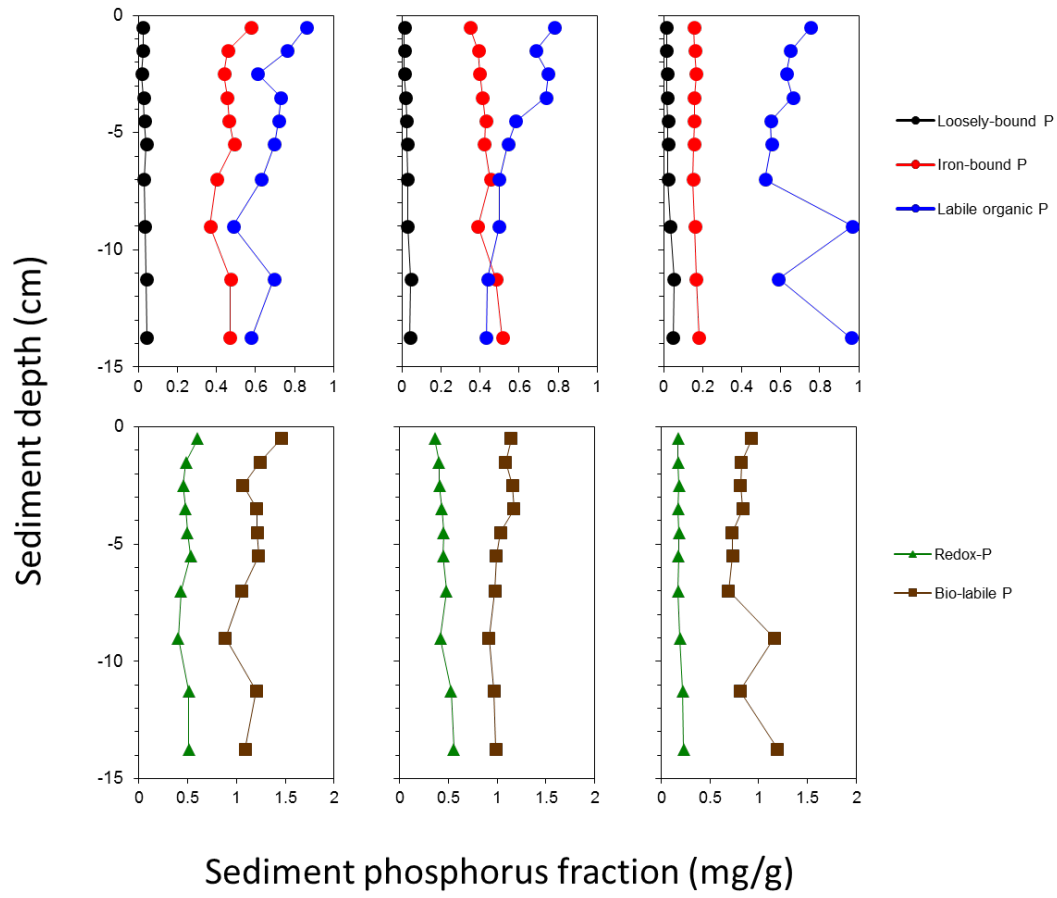 0
-5
-10
-15
0 0.2 0.4 0.6 0.8 1
0 0.2 0.4 0.6 0.8 1
0 0.2 0.4 0.6 0.8 1
Loosely-bound P
Iron-bound P
Labile organic P
Sediment depth (cm)
0
-5
-10
-15
0 0.5 1 1.5 2
0 0.5 1 1.5 2
0 0.5 1 1.5 2
Redox-P
Bio-labile P
Sediment phosphorus fraction (mg/g)